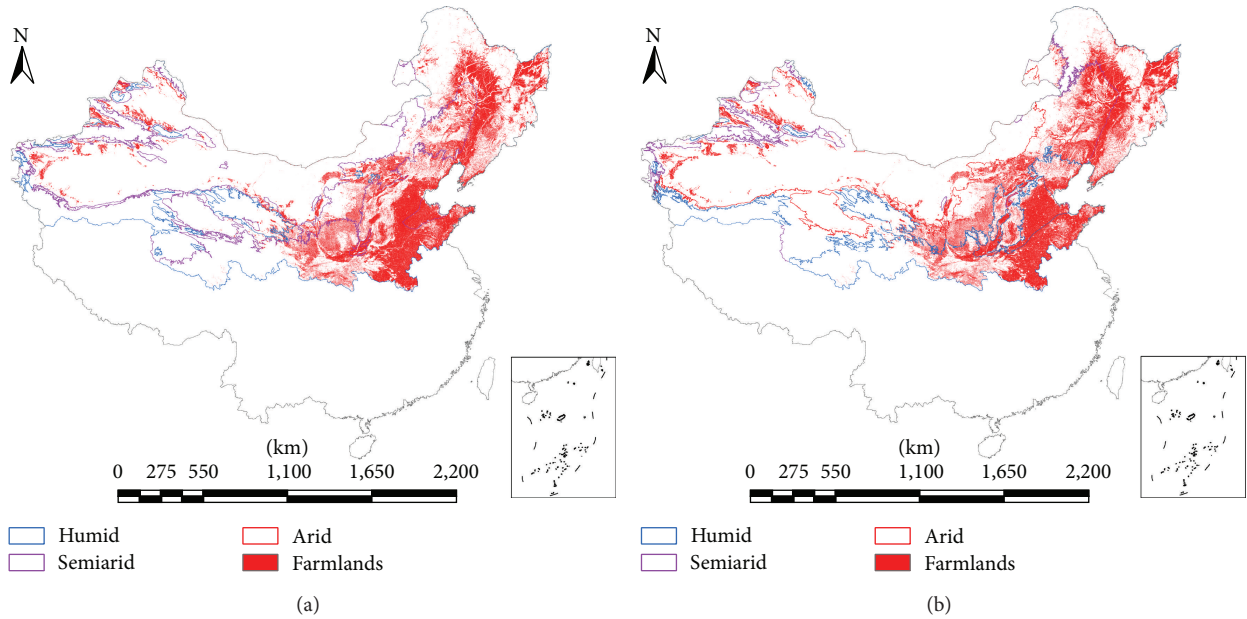 N
(km)
0 275 550 1,100 1,650 2,200
Humid Arid
Semiarid Farmlands
(a)
N
(km)
0 275 550 1,100 1,650 2,200
Humid Arid
Semiarid Farmlands
(b)